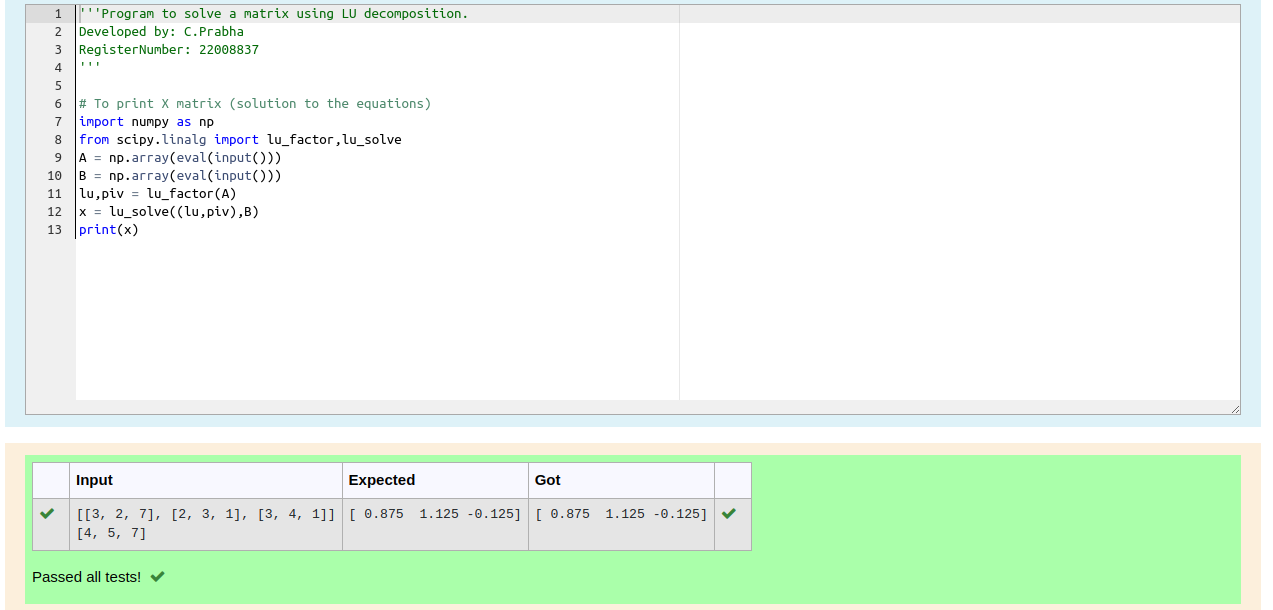 1 '''Program to solve a matrix using LU decomposition.
2 Developed by: C.Prabha
3 RegisterNumber: 22008837
4 '''
5
6 # To print X matrix (solution to the equations)
7 import numpy as np
8 from scipy.linalg import lu_factor,lu_solve
9 A = np.array(eval(input()))
10 B = np.array(eval(input()))
11 lu,piv = lu_factor(A)
12 x = lu_solve((lu,piv),B)
13 print(x)
Input Expected Got
[[3, 2, 7], [2, 3, 1], [3, 4, 1]] [ 0.875  1.125 -0.125] [ 0.875  1.125 -0.125]
[4, 5, 7]
Passed all tests!